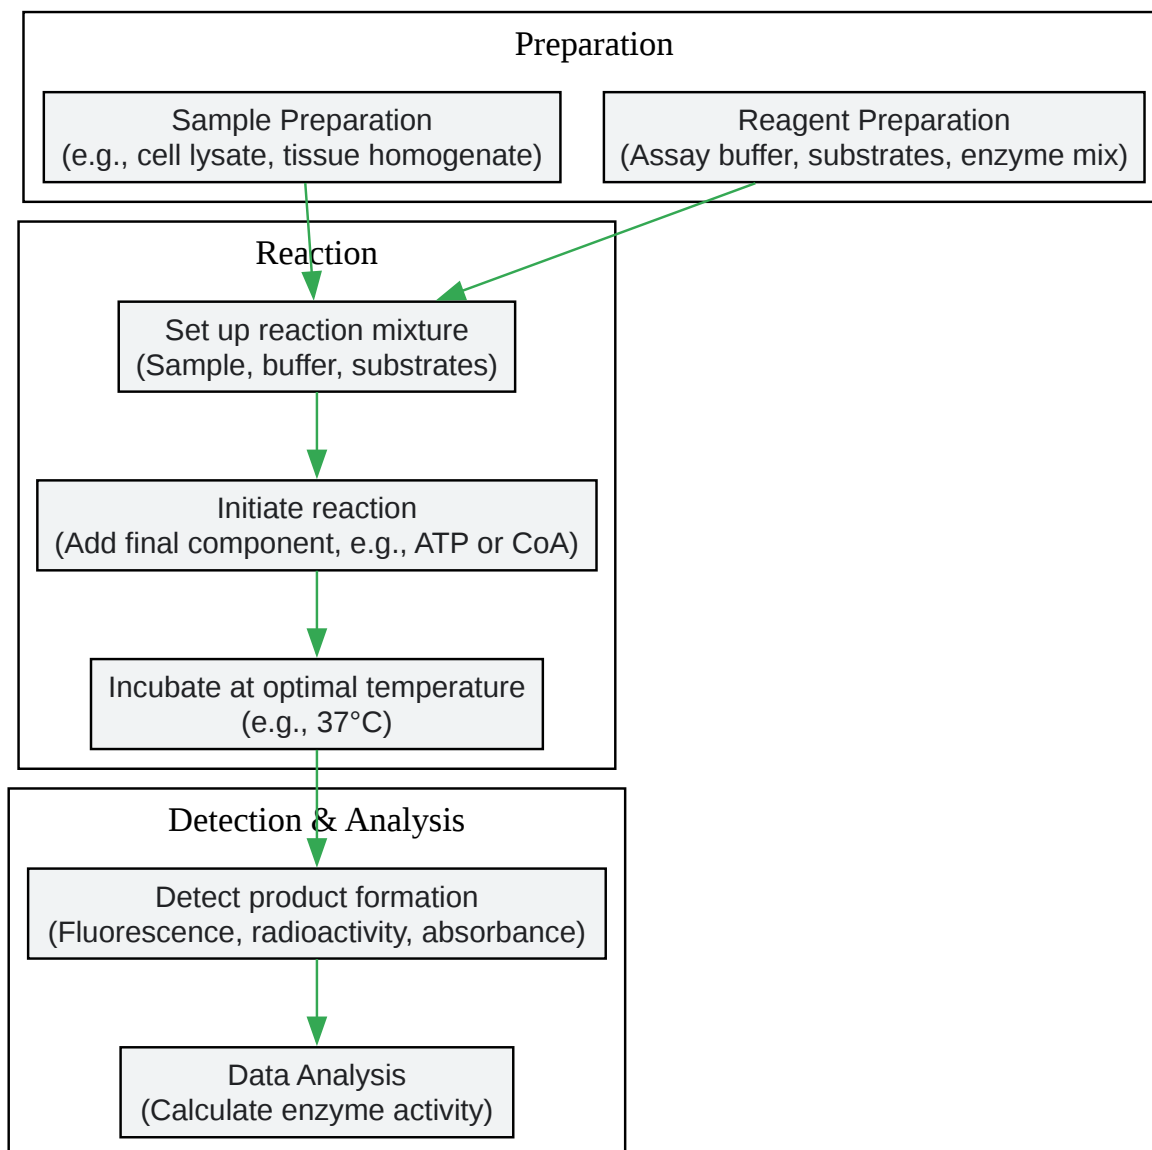 Preparation
Sample Preparation
(e.g., cell lysate, tissue homogenate)
Reagent Preparation
(Assay buffer, substrates, enzyme mix)
Reaction
Set up reaction mixture
(Sample, buffer, substrates)
Initiate reaction
(Add final component, e.g., ATP or CoA)
Incubate at optimal temperature
(e.g., 37°C)
Detection & Analysis
Detect product formation
(Fluorescence, radioactivity, absorbance)
Data Analysis
(Calculate enzyme activity)